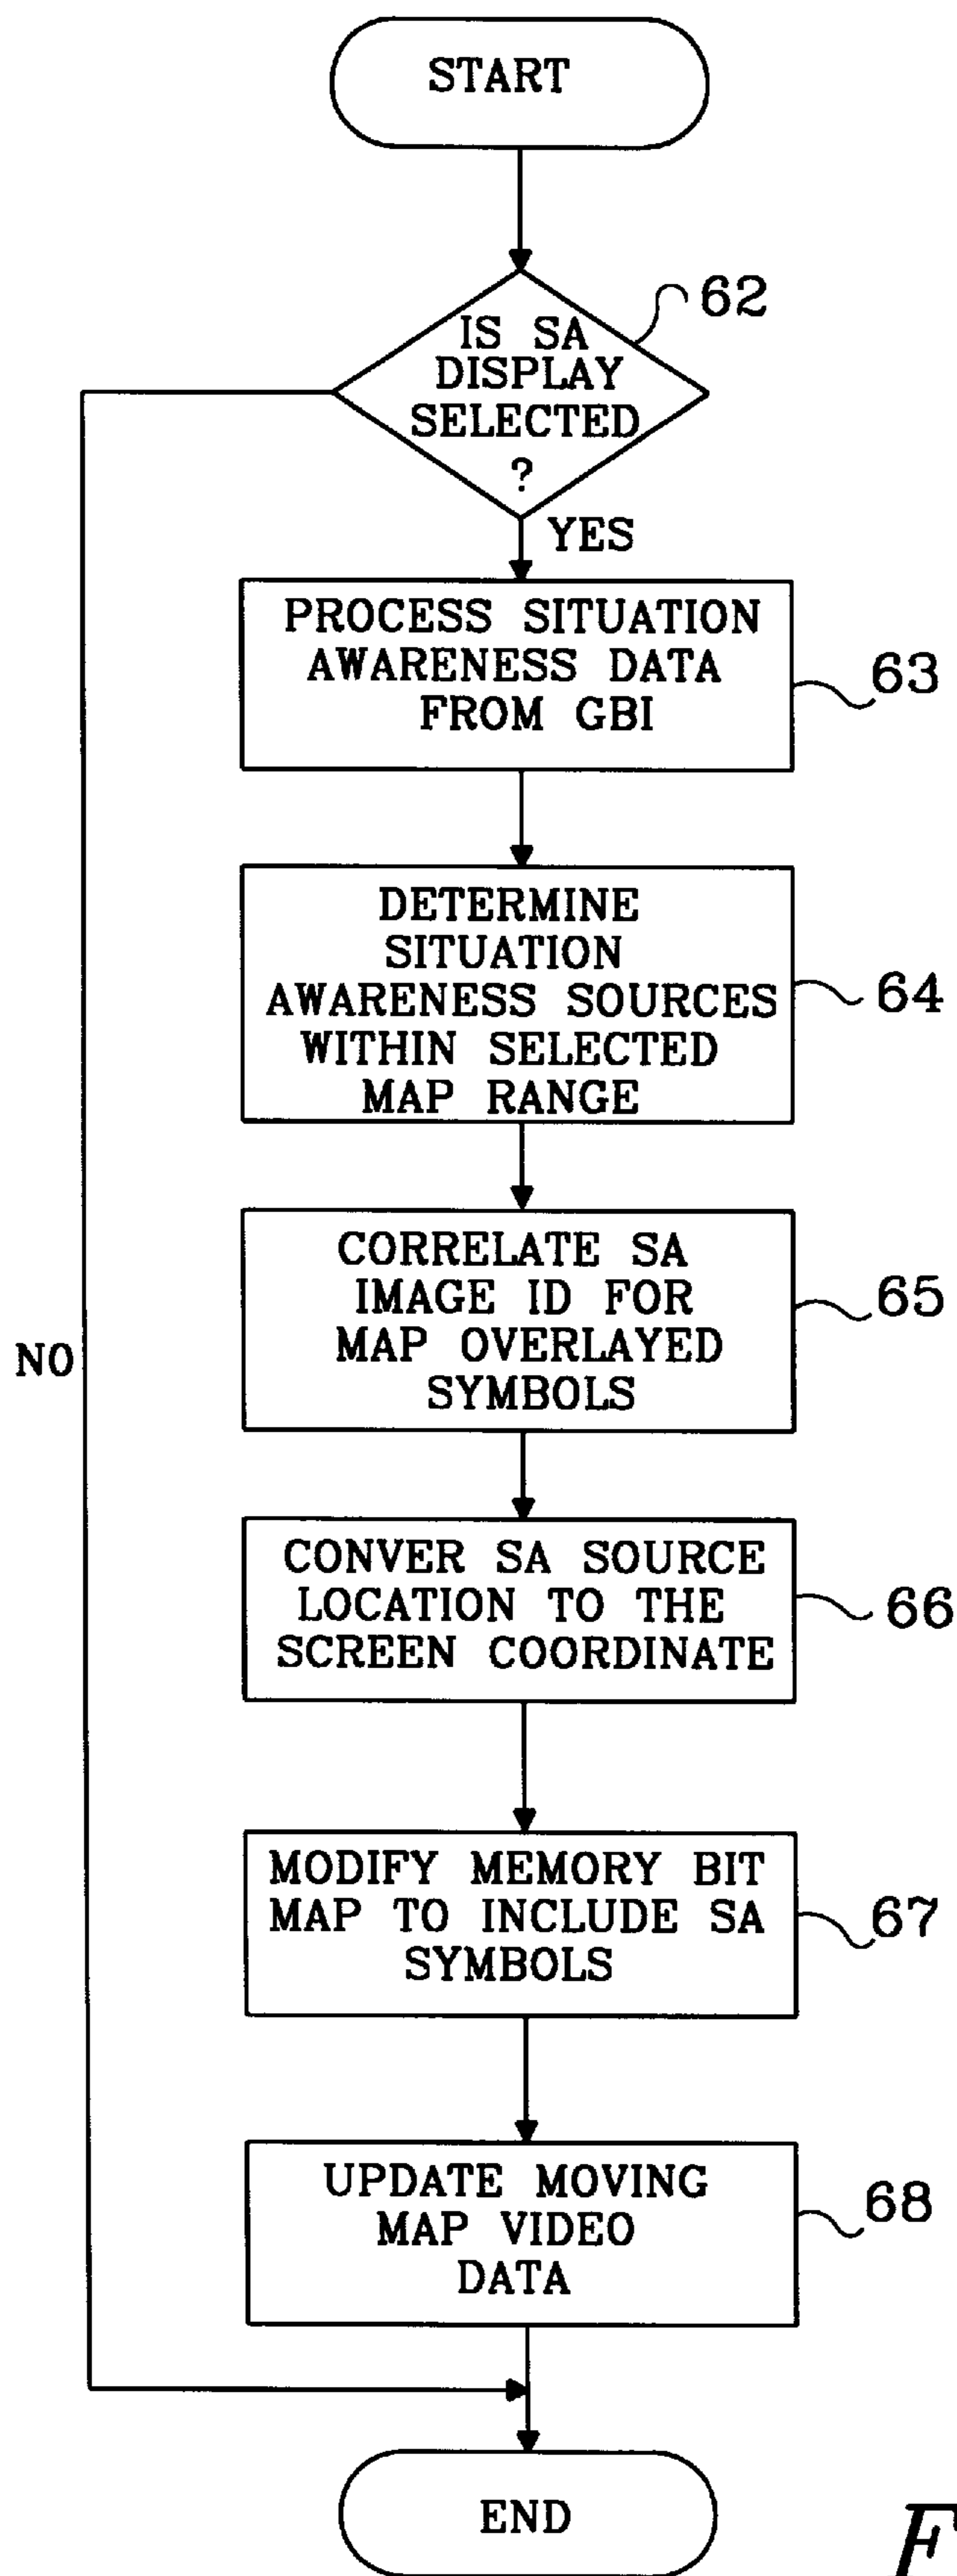 START
62
IS SA
DISPLAY
SELECTED
?
YES
PROCESS SITUATION
AWARENESS DATA
FROM GBI
63
DETERMINE
SITUATION
AWARENESS SOURCES
WITHIN SELECTED
MAP RANGE
64
CORRELATE SA
IMAGE ID FOR
MAP OVERLAYED
SYMBOLS
65
NO
CONVER SA SOURCE
LOCATION TO THE
SCREEN COORDINATE
66
MODIFY MEMORY BIT
MAP TO INCLUDE SA
SYMBOLS
67
UPDATE MOVING
MAP VIDEO
DATA
68
END